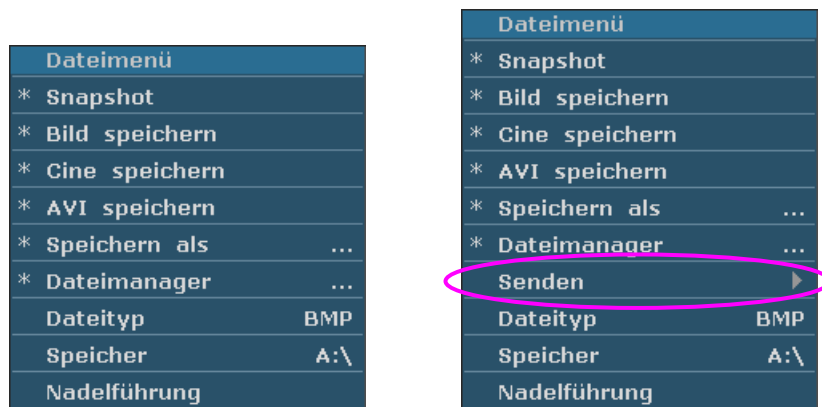 Dateimenü
* Snapshot
* Bild speichern
* Cine speichern
* AVI speichern
* Speichern als ...
* Dateimanager ...
Dateityp BMP
Speicher A:\
Nadelführung
Dateimenü
* Snapshot
* Bild speichern
* Cine speichern
* AVI speichern
* Speichern als ...
* Dateimanager ...
Senden
Dateityp BMP
Speicher A:\
Nadelführung